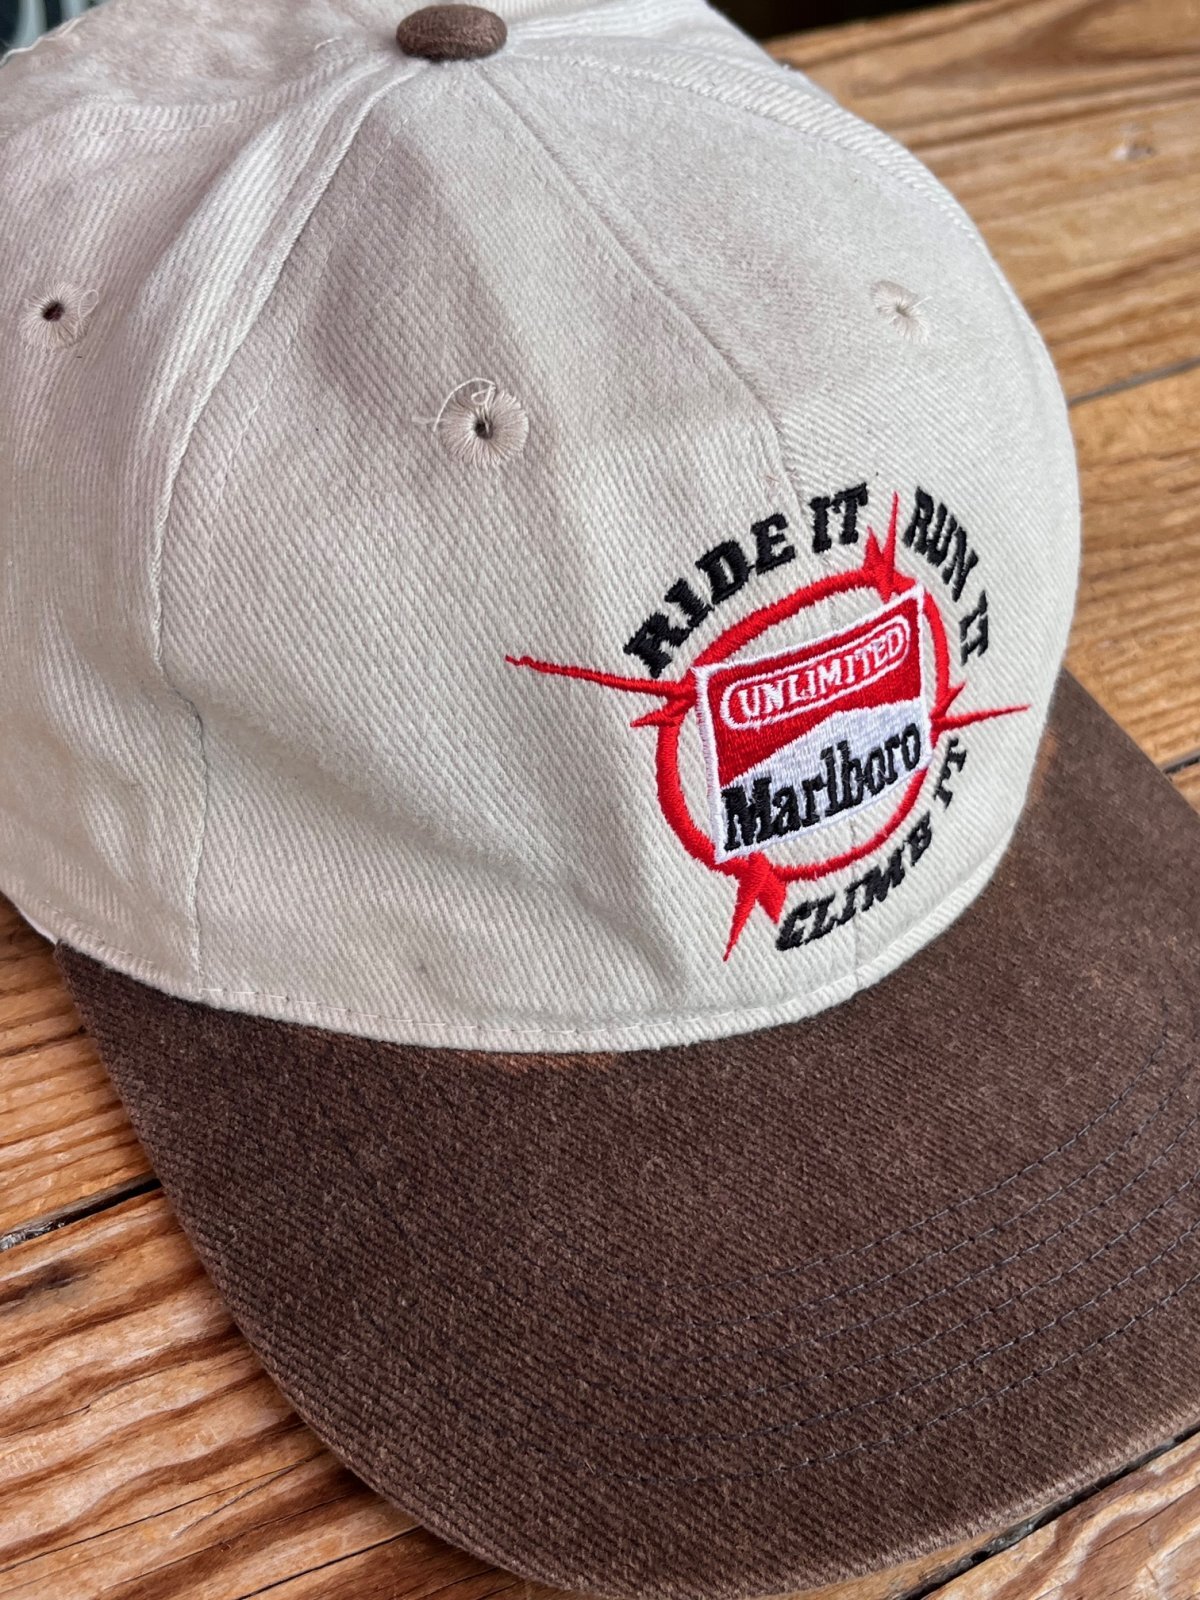 RIDE IT RUN IT
UNLIMITED
Marlboro
CLIMB IT